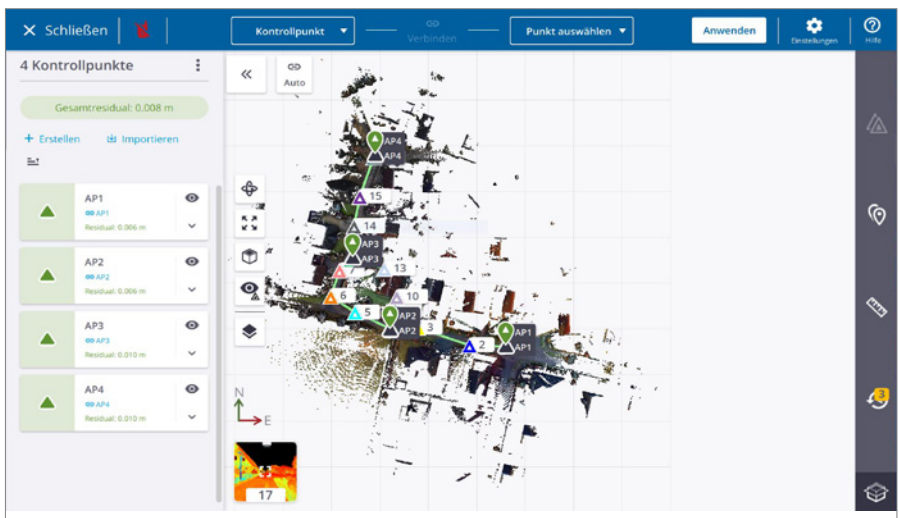 Schließen
Kontrollpunkt
Verbinden
Punkt auswählen
Anwenden
Einstellungen
Hilfe
4 Kontrollpunkte
Gesamtresidual: 0.008 m
+ Erstellen
Importieren
AP1
AP1
Residual: 0.006 m
AP2
AP2
Residual: 0.006 m
AP3
AP3
Residual: 0.010 m
AP4
AP4
Residual: 0.010 m
Auto
AP4
AP4
15
14
AP3
AP3
7
13
6
10
5
AP2
AP2
3
2
AP1
AP1
N
E
17
3